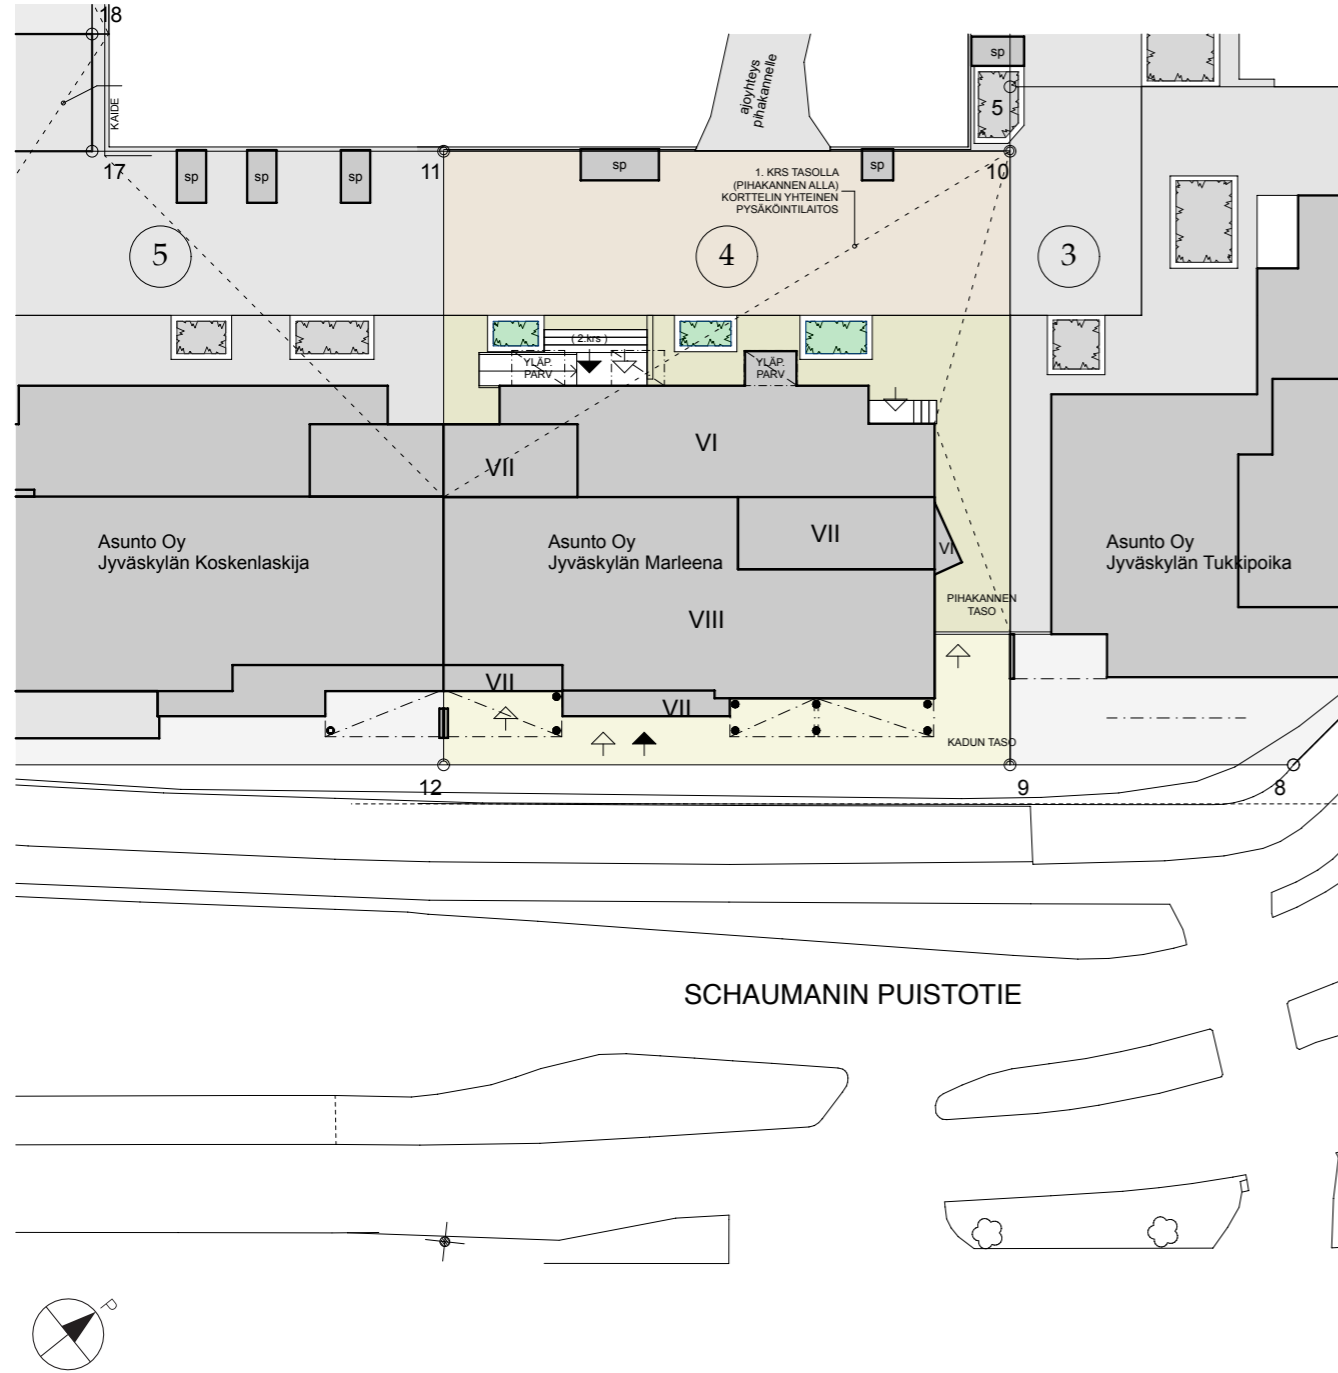 18
KAIDE
17
sp
sp
sp
11
sp
ajoyhteys
pihakannelle
sp
sp
5
10
1. KRS TASOLLA
(PIHAKANNEN ALLA)
KORTTELIN YHTEINEN
PYSÄKÖINTILAITOS
5
4
3
( 2.krs )
YLÄP.
PARV
YLÄP.
PARV
VI
VII
Asunto Oy
Jyväskylän Koskenlaskija
Asunto Oy
Jyväskylän Marleena
VII
VI
Asunto Oy
Jyväskylän Tukkipoika
PIHAKANNEN
TASO
VIII
VII
VII
KADUN TASO
12
9
8
SCHAUMANIN PUISTOTIE
P